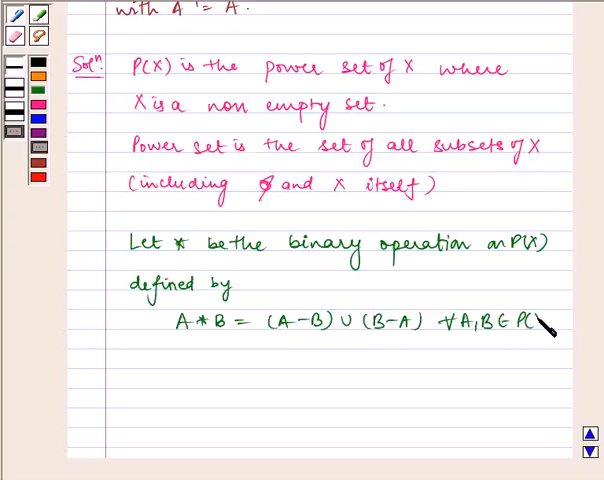 with A⁻¹ = A.
Solⁿ. P(X) is the power set of X where
X is a non empty set.
Power set is the set of all subsets of X
(including φ and X itself)
Let * be the binary operation on P(X)
defined by
A * B = (A-B) ∪ (B-A) ∀ A,B ∈ P(